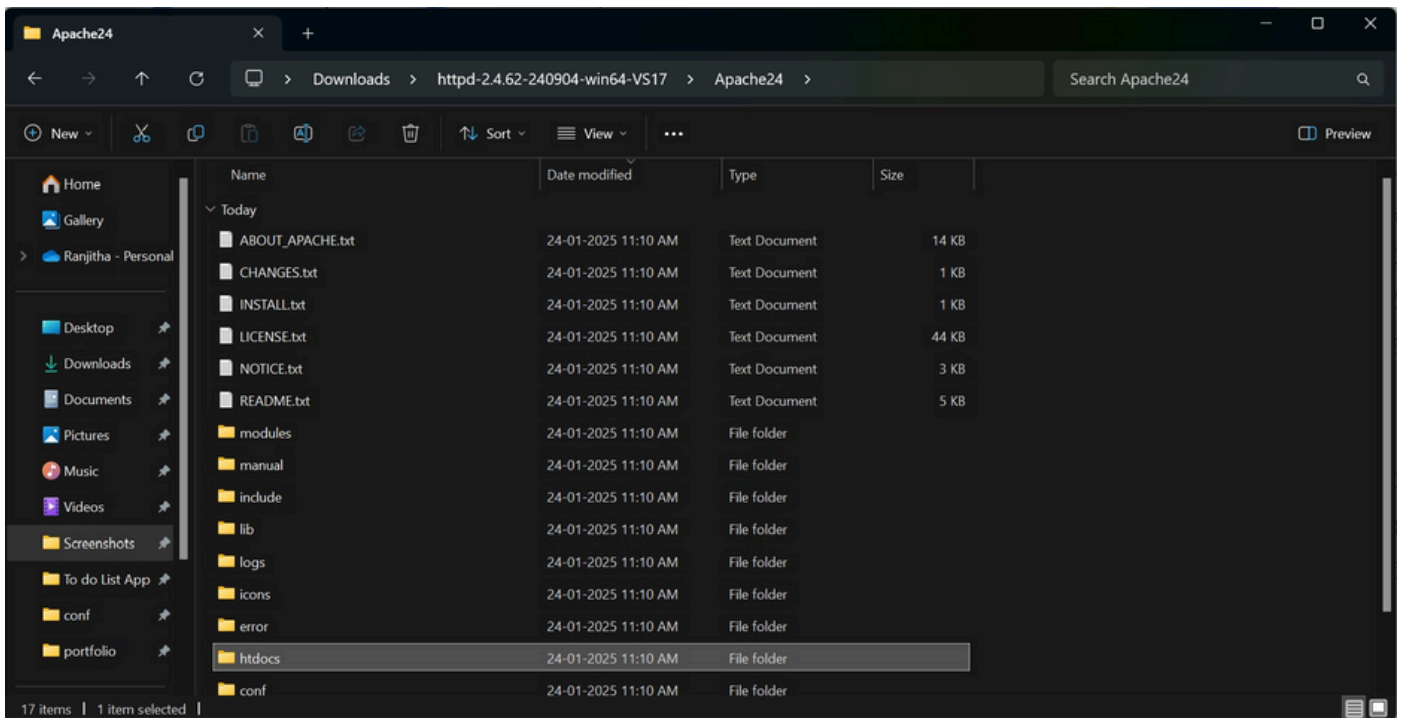 Apache24
Downloads > httpd-2.4.62-240904-win64-VS17 > Apache24 >
Search Apache24
New
Sort
View
...
Preview
Home
Gallery
Ranjitha - Personal
Desktop
Downloads
Documents
Pictures
Music
Videos
Screenshots
To do List App
conf
portfolio
Name Date modified Type Size
Today
ABOUT_APACHE.txt 24-01-2025 11:10 AM Text Document 14 KB
CHANGES.txt 24-01-2025 11:10 AM Text Document 1 KB
INSTALL.txt 24-01-2025 11:10 AM Text Document 1 KB
LICENSE.txt 24-01-2025 11:10 AM Text Document 44 KB
NOTICE.txt 24-01-2025 11:10 AM Text Document 3 KB
README.txt 24-01-2025 11:10 AM Text Document 5 KB
modules 24-01-2025 11:10 AM File folder
manual 24-01-2025 11:10 AM File folder
include 24-01-2025 11:10 AM File folder
lib 24-01-2025 11:10 AM File folder
logs 24-01-2025 11:10 AM File folder
icons 24-01-2025 11:10 AM File folder
error 24-01-2025 11:10 AM File folder
htdocs 24-01-2025 11:10 AM File folder
conf 24-01-2025 11:10 AM File folder
17 items | 1 item selected |